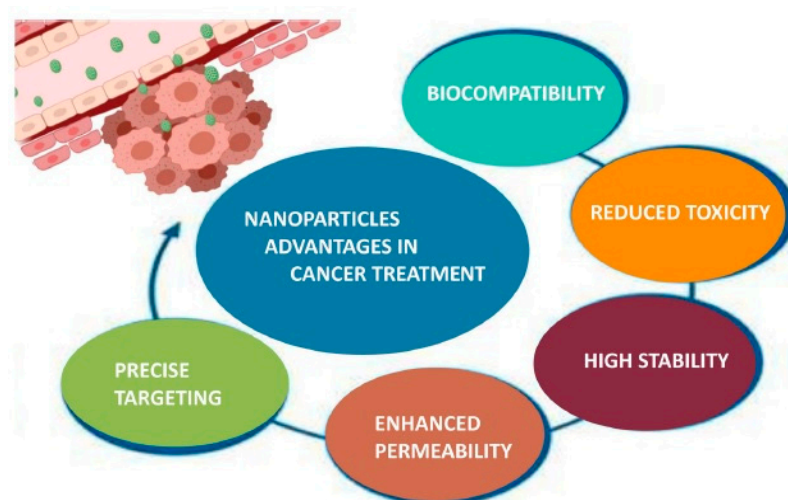 NANOPARTICLES
ADVANTAGES IN
CANCER TREATMENT
BIOCOMPATIBILITY
REDUCED TOXICITY
HIGH STABILITY
ENHANCED
PERMEABILITY
PRECISE
TARGETING